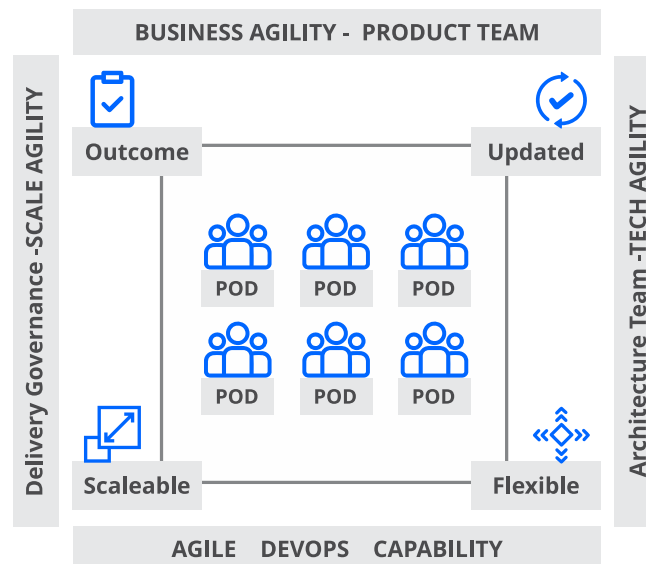 BUSINESS AGILITY - PRODUCT TEAM
Delivery Governance -SCALE AGILITY
Architecture Team -TECH AGILITY
Outcome
Updated
POD
POD
POD
POD
POD
POD
Scaleable
Flexible
AGILE DEVOPS CAPABILITY